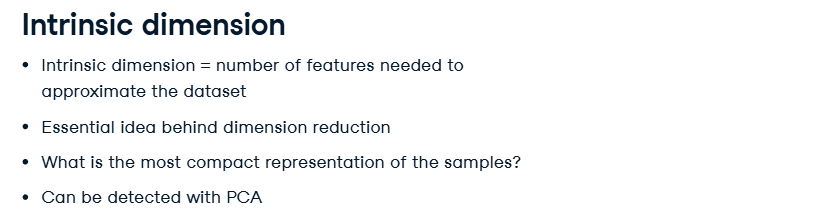 Intrinsic dimension
• Intrinsic dimension = number of features needed to
approximate the dataset
• Essential idea behind dimension reduction
• What is the most compact representation of the samples?
• Can be detected with PCA